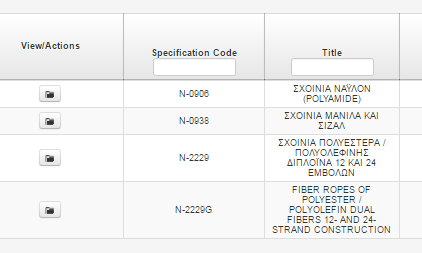 View/Actions
Specification Code
Title
N-0906
ΣΧΟΙΝΙΑ ΝΑΫΛΟΝ
(POLYAMIDE)
N-0938
ΣΧΟΙΝΙΑ ΜΑΝΙΛΑ ΚΑΙ
ΣΙΖΑΛ
N-2229
ΣΧΟΙΝΙΑ ΠΟΛΥΕΣΤΕΡΑ /
ΠΟΛΥΟΛΕΦΙΝΗΣ
ΔΙΠΛΟΪΝΑ 12 ΚΑΙ 24
ΕΜΒΟΛΩΝ
N-2229G
FIBER ROPES OF
POLYESTER /
POLYOLEFIN DUAL
FIBERS 12- AND 24-
STRAND CONSTRUCTION